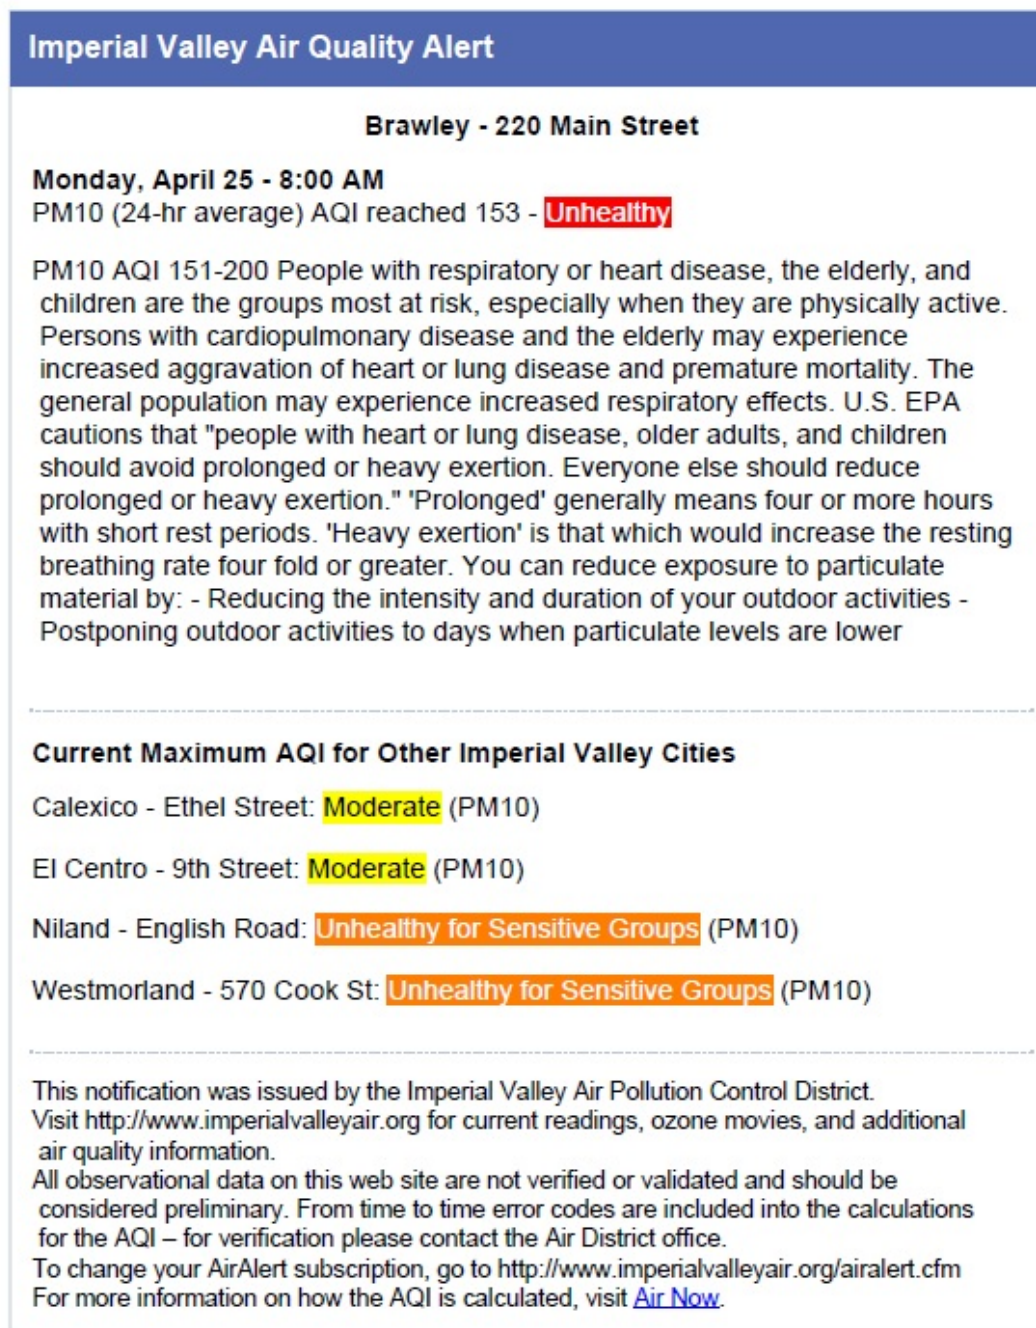 Imperial Valley Air Quality Alert
Brawley - 220 Main Street
Monday, April 25 - 8:00 AM
PM10 (24-hr average) AQI reached 153 - Unhealthy
PM10 AQI 151-200 People with respiratory or heart disease, the elderly, and
children are the groups most at risk, especially when they are physically active.
Persons with cardiopulmonary disease and the elderly may experience
increased aggravation of heart or lung disease and premature mortality. The
general population may experience increased respiratory effects. U.S. EPA
cautions that "people with heart or lung disease, older adults, and children
should avoid prolonged or heavy exertion. Everyone else should reduce
prolonged or heavy exertion." 'Prolonged' generally means four or more hours
with short rest periods. 'Heavy exertion' is that which would increase the resting
breathing rate four fold or greater. You can reduce exposure to particulate
material by: - Reducing the intensity and duration of your outdoor activities -
Postponing outdoor activities to days when particulate levels are lower
Current Maximum AQI for Other Imperial Valley Cities
Calexico - Ethel Street: Moderate (PM10)
El Centro - 9th Street: Moderate (PM10)
Niland - English Road: Unhealthy for Sensitive Groups (PM10)
Westmorland - 570 Cook St: Unhealthy for Sensitive Groups (PM10)
This notification was issued by the Imperial Valley Air Pollution Control District.
Visit http://www.imperialvalleyair.org for current readings, ozone movies, and additional
air quality information.
All observational data on this web site are not verified or validated and should be
considered preliminary. From time to time error codes are included into the calculations
for the AQI – for verification please contact the Air District office.
To change your AirAlert subscription, go to http://www.imperialvalleyair.org/airalert.cfm
For more information on how the AQI is calculated, visit Air Now.